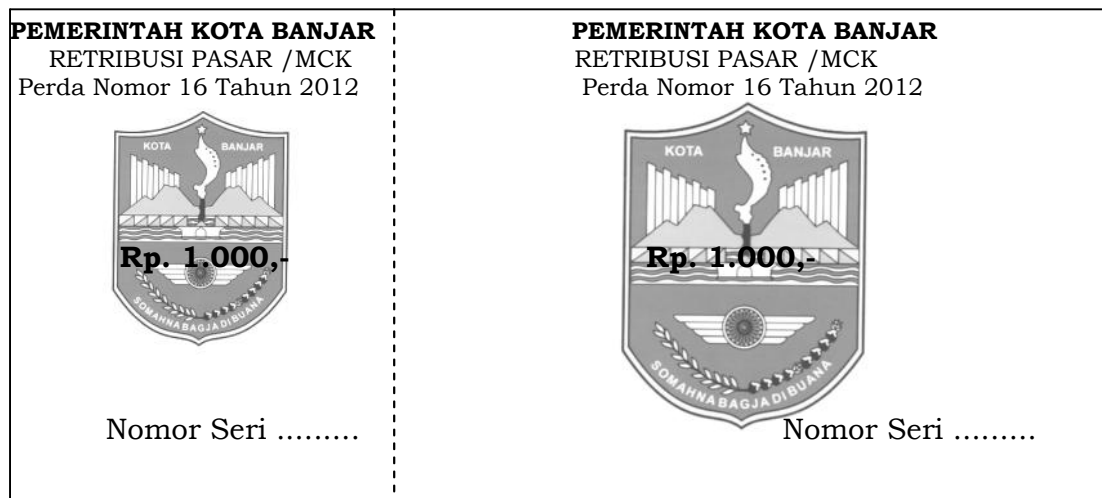 PEMERINTAH KOTA BANJAR
RETRIBUSI PASAR /MCK
Perda Nomor 16 Tahun 2012
KOTA BANJAR
Rp. 1.000,-
SOMAHNA BAGJA DI BUANA
Nomor Seri .........
PEMERINTAH KOTA BANJAR
RETRIBUSI PASAR /MCK
Perda Nomor 16 Tahun 2012
KOTA BANJAR
Rp. 1.000,-
SOMAHNA BAGJA DI BUANA
Nomor Seri .........